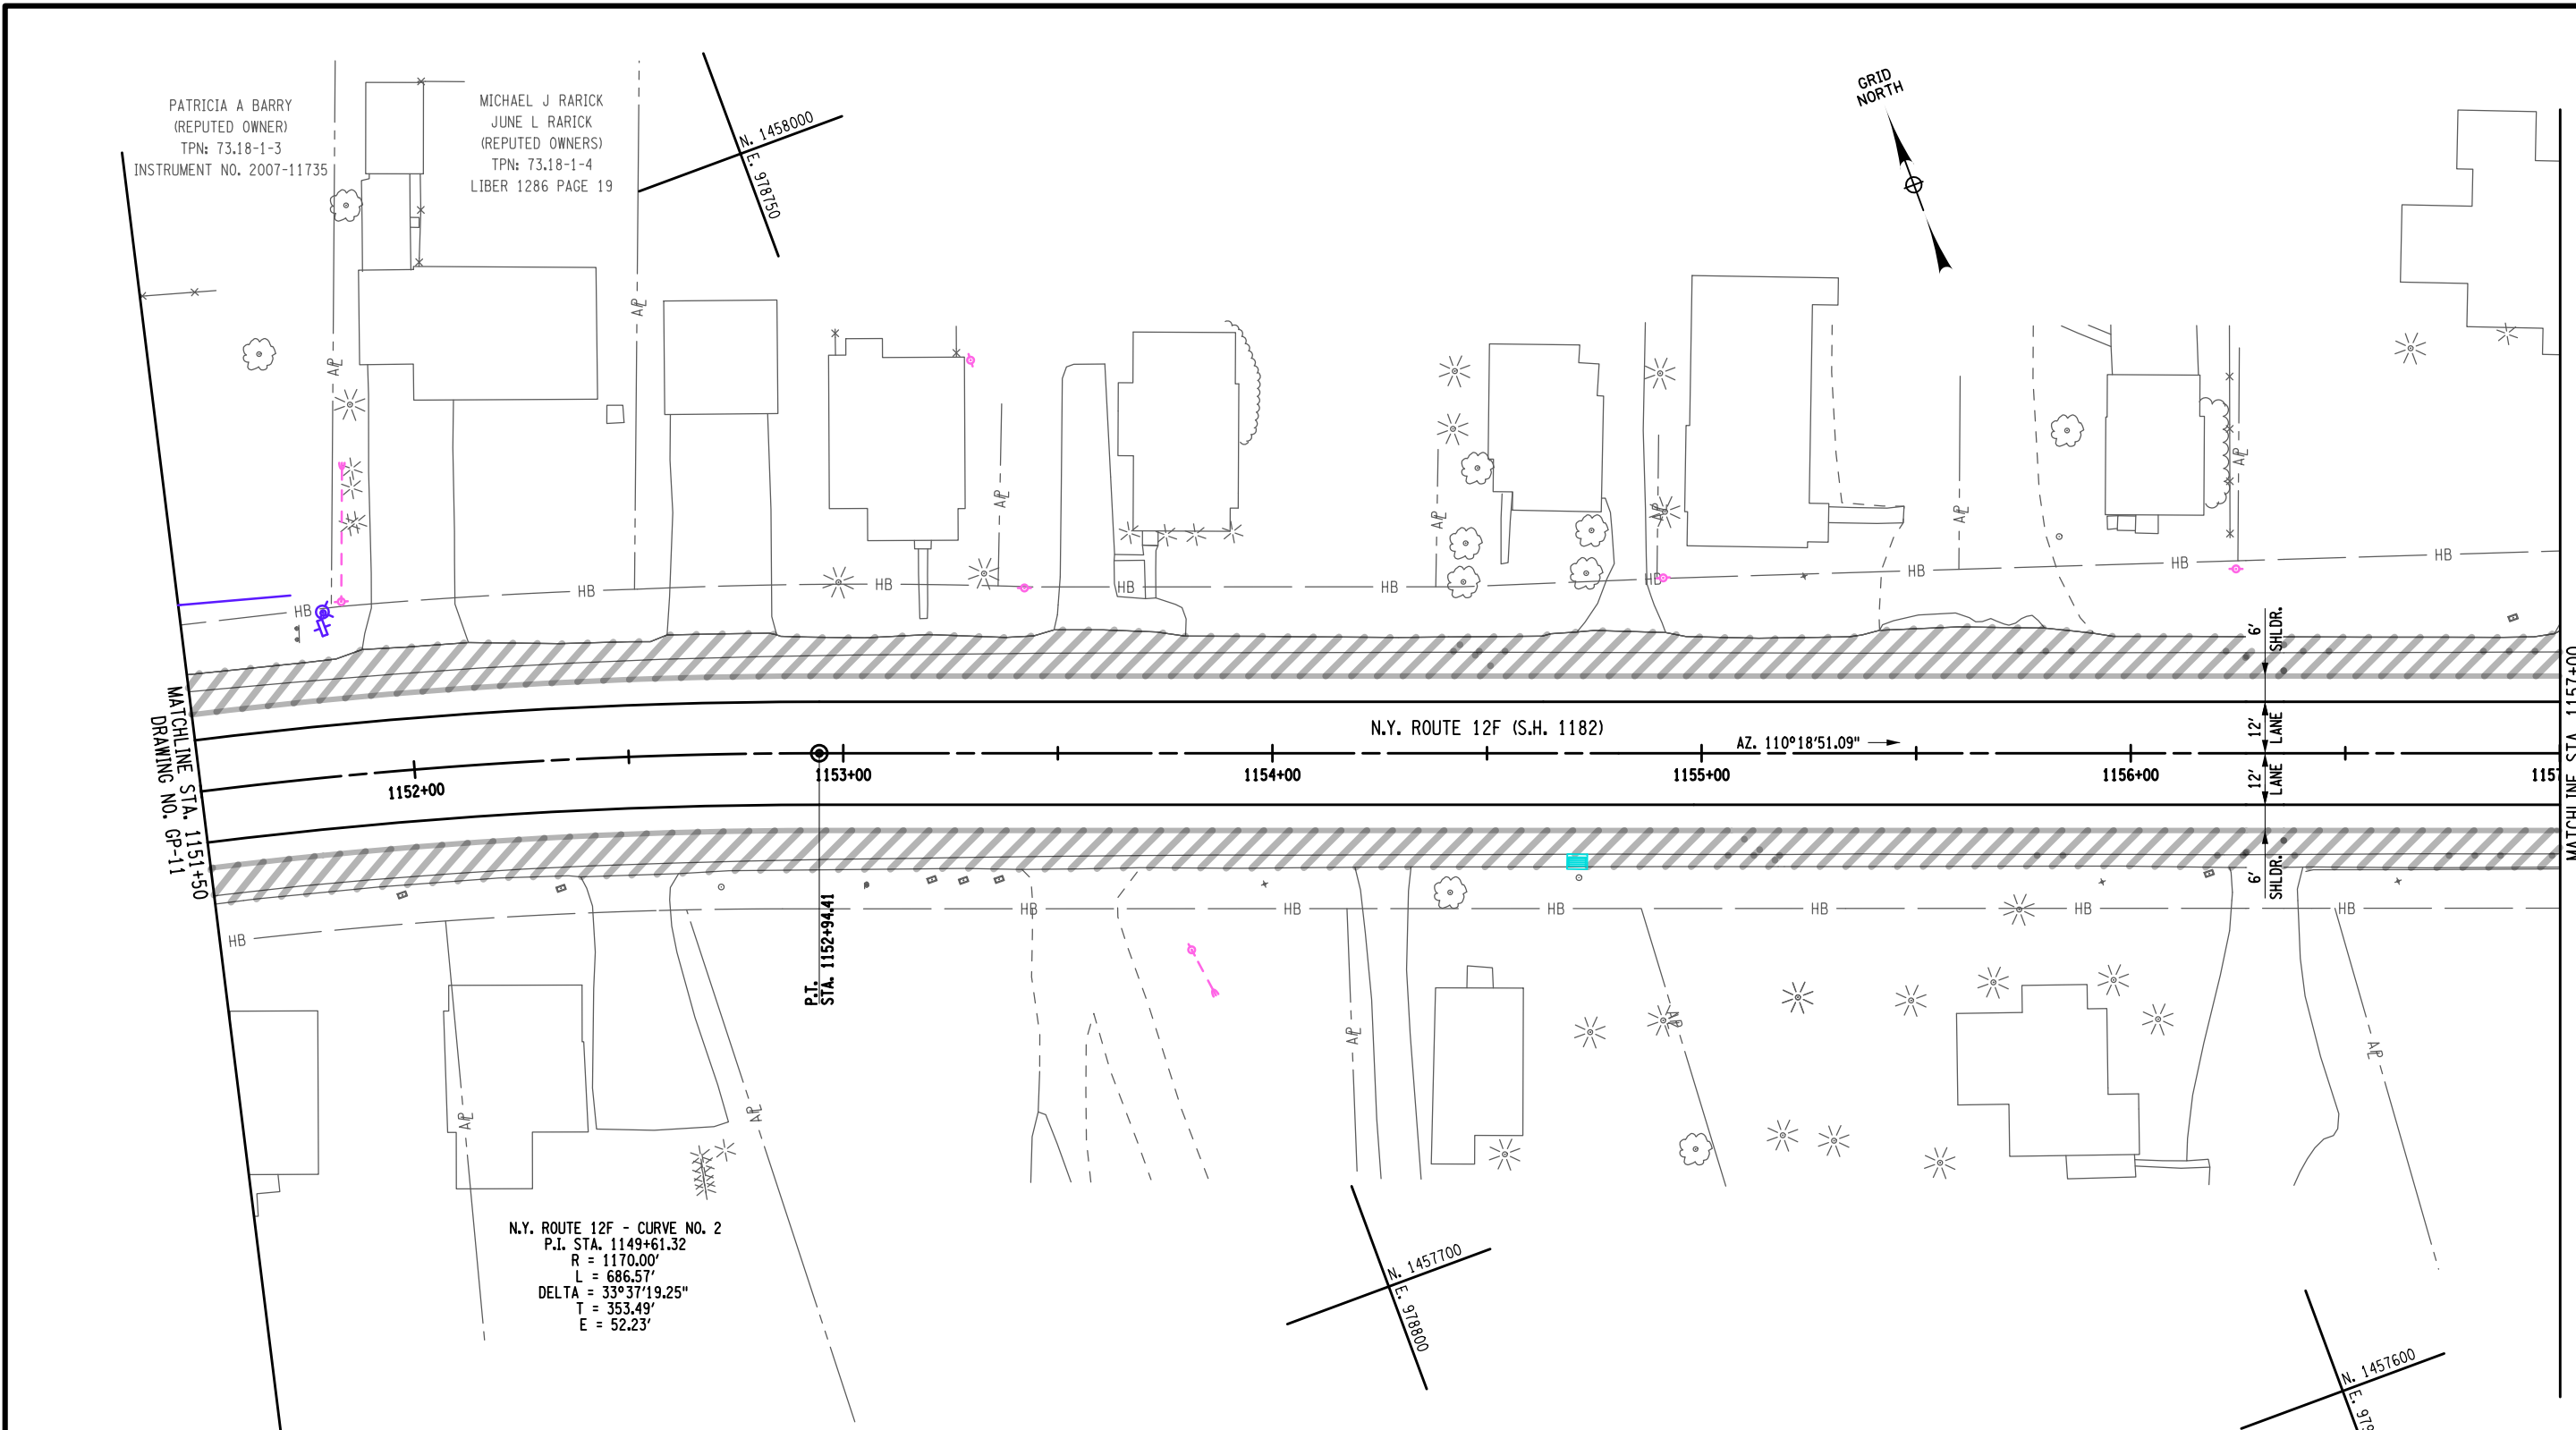 PATRICIA A BARRY
(REPUTED OWNER)
TPN: 73.18-1-3
INSTRUMENT NO. 2007-11735
MICHAEL J RARICK
JUNE L RARICK
(REPUTED OWNERS)
TPN: 73.18-1-4
LIBER 1286 PAGE 19
N. 1458000
E. 978750
GRID
NORTH
HB
HB
HB
HB
HB
HB
HB
HB
HB
6'
SHLDR.
12'
LANE
12'
LANE
6'
SHLDR.
MATCHLINE STA. 1151+50
DRAWING NO. GP-11
N.Y. ROUTE 12F (S.H. 1182)
AZ. 110°18'51.09"
1152+00
1153+00
1154+00
1155+00
1156+00
1157
MATCHLINE STA. 1157+00
P.T.
STA. 1152+94.41
HB
HB
HB
HB
HB
HB
HB
N.Y. ROUTE 12F - CURVE NO. 2
P.I. STA. 1149+61.32
R = 1170.00'
L = 686.57'
DELTA = 33°37'19.25"
T = 353.49'
E = 52.23'
N. 1457700
E. 978800
N. 1457600